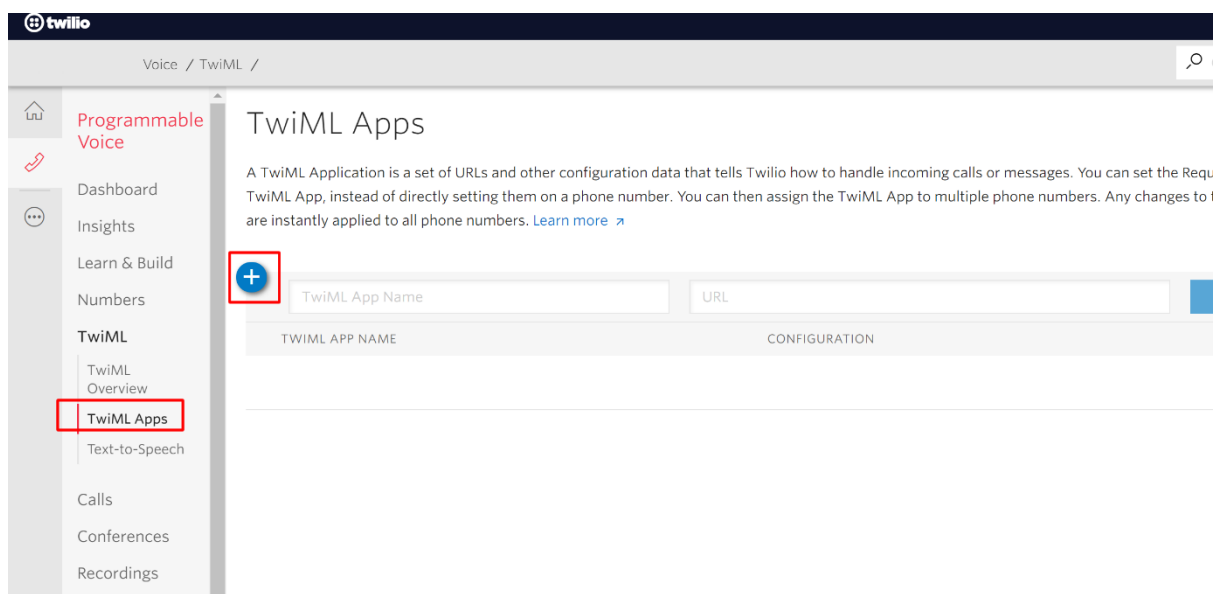 twilio
Voice / TwiML /
Programmable
Voice
Dashboard
Insights
Learn & Build
Numbers
TwiML
TwiML
Overview
TwiML Apps
Text-to-Speech
Calls
Conferences
Recordings
TwiML Apps
A TwiML Application is a set of URLs and other configuration data that tells Twilio how to handle incoming calls or messages. You can set the Requ
TwiML App, instead of directly setting them on a phone number. You can then assign the TwiML App to multiple phone numbers. Any changes to
are instantly applied to all phone numbers. Learn more
TwiML App Name
URL
TWIML APP NAME
CONFIGURATION